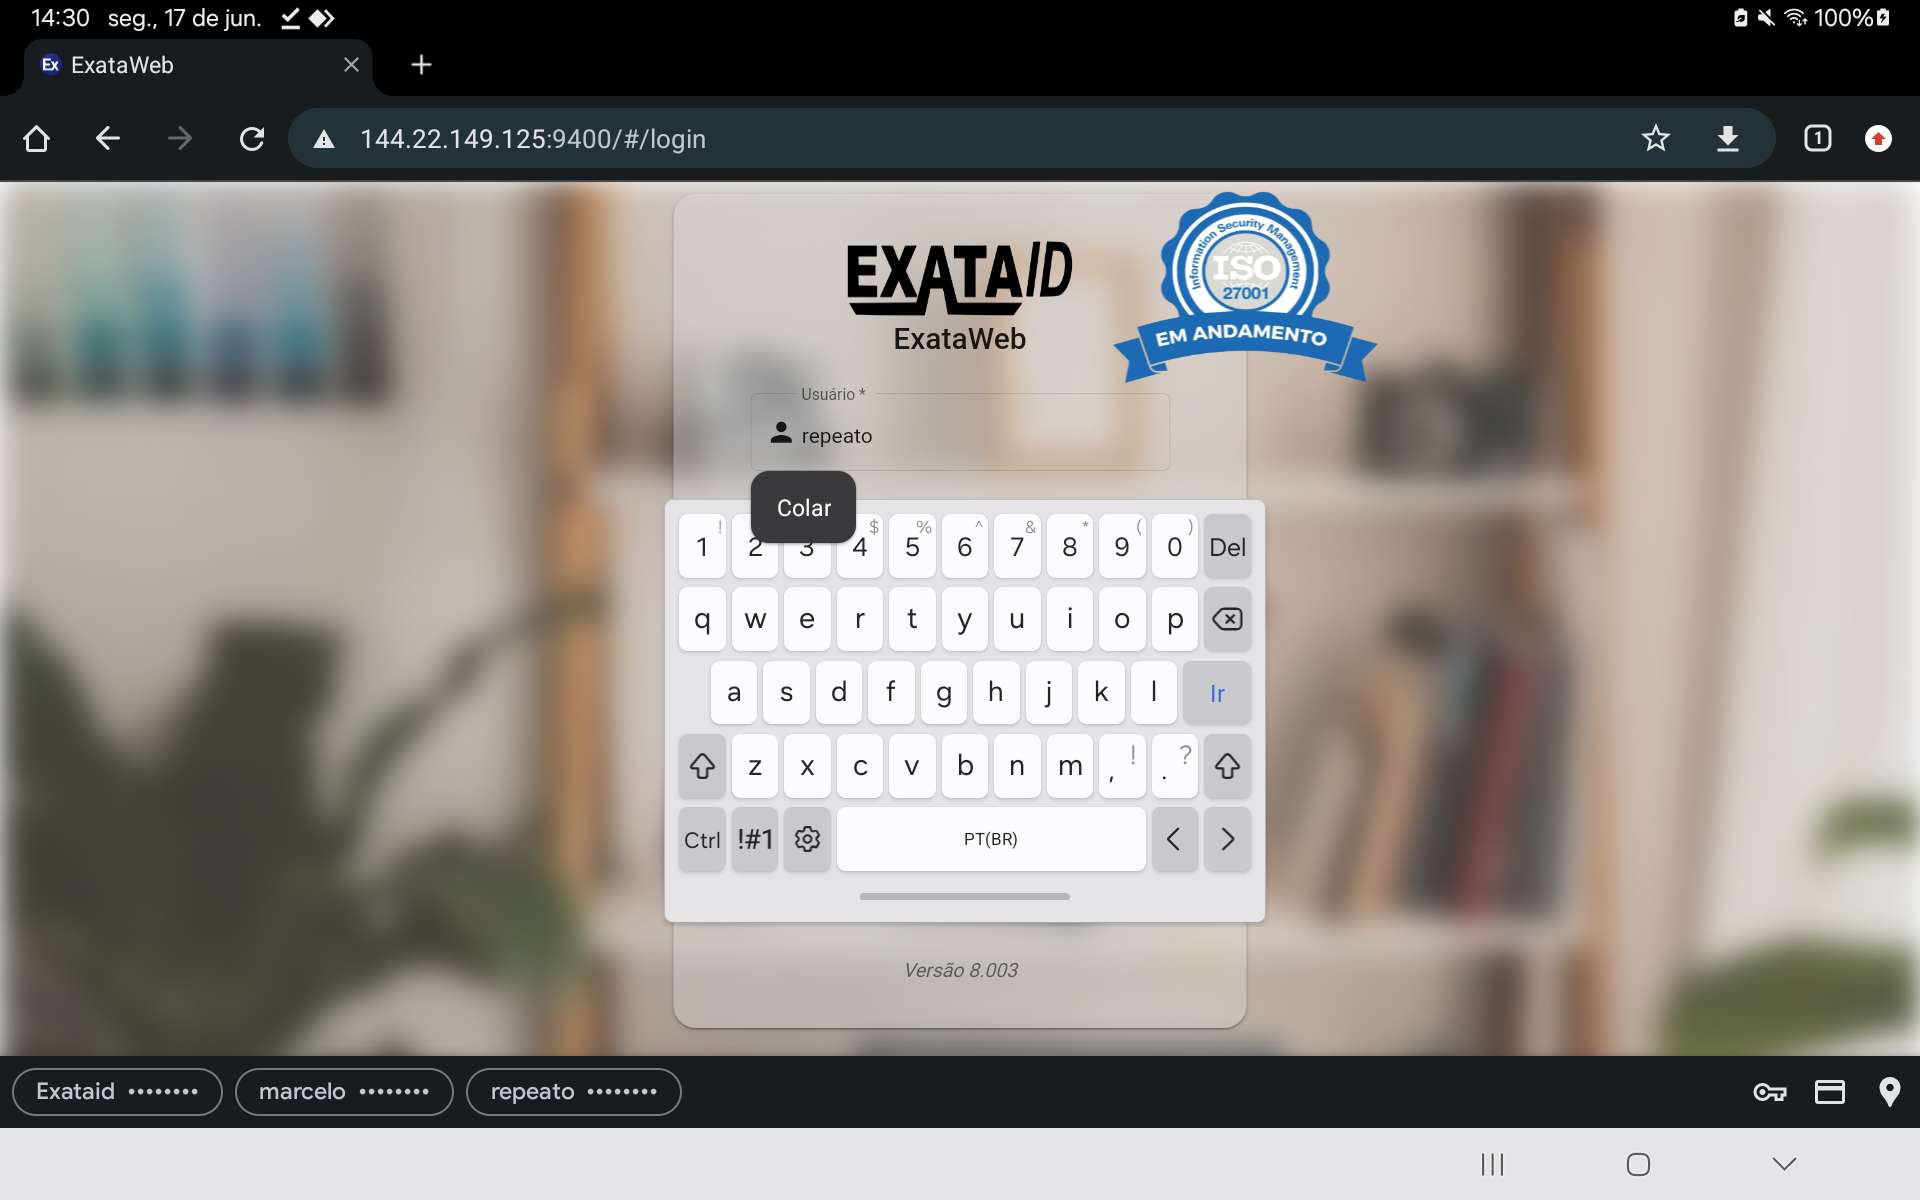 14:30 seg., 17 de jun. 100%
Ex ExataWeb
144.22.149.125:9400/#/login 1
EXATAID
ExataWeb
Information Security Management
ISO
27001
EM ANDAMENTO
Usuário *
repeato
Colar
! $ % ^ & * ( )
1 2 3 4 5 6 7 8 9 0 Del
q w e r t y u i o p
a s d f g h j k l Ir
z x c v b n m , ! . ?
Ctrl !#1 PT(BR) < >
Versão 8.003
Exataid •••••••• marcelo •••••••• repeato ••••••••